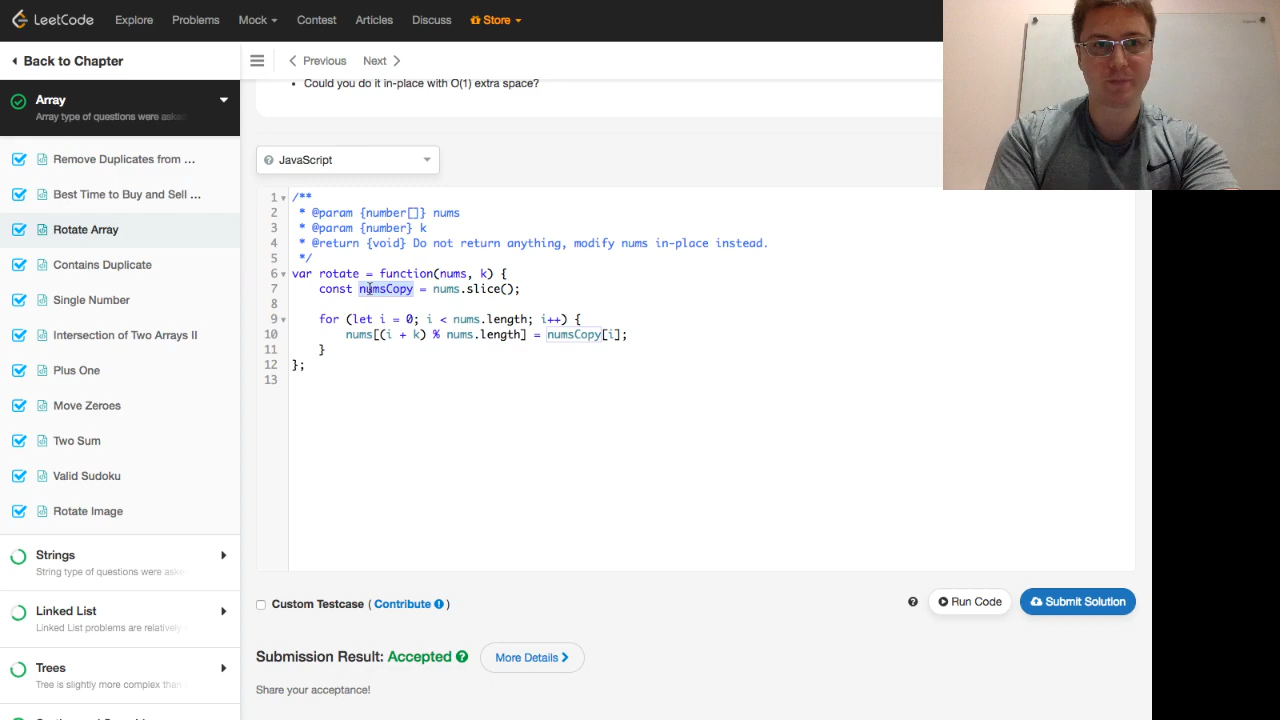 LeetCode Explore Problems Mock Contest Articles Discuss Store
Back to Chapter
Previous Next
Array
Array type of questions were aske
Remove Duplicates from ...
Best Time to Buy and Sell ...
Rotate Array
Contains Duplicate
Single Number
Intersection of Two Arrays II
Plus One
Move Zeroes
Two Sum
Valid Sudoku
Rotate Image
Strings
String type of questions were aske
Linked List
Linked List problems are relatively
Trees
Tree is slightly more complex than
• Could you do it in-place with O(1) extra space?
JavaScript
1 /**
2 * @param {number[]} nums
3 * @param {number} k
4 * @return {void} Do not return anything, modify nums in-place instead.
5 */
6 var rotate = function(nums, k) {
7 const numsCopy = nums.slice();
8
9 for (let i = 0; i < nums.length; i++) {
10 nums[(i + k) % nums.length] = numsCopy[i];
11 }
12 };
13
Custom Testcase ( Contribute ) Run Code Submit Solution
Submission Result: Accepted More Details
Share your acceptance!